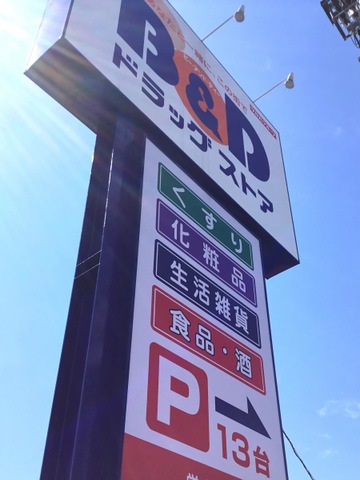 B&D
ドラッグストア
くすり
化粧品
生活雑貨
食品・酒
P
13台